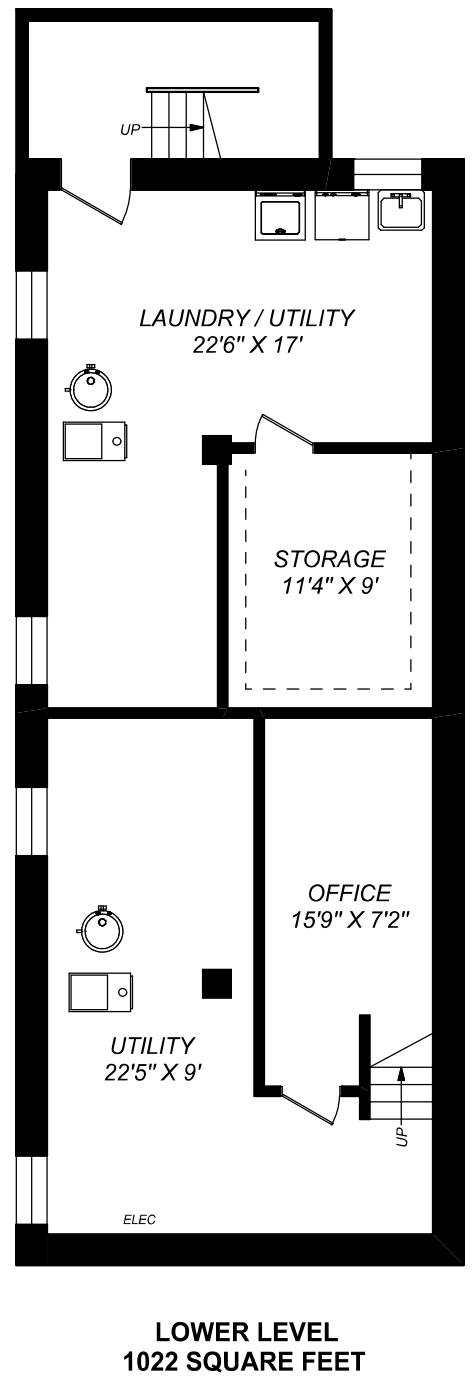 UP
LAUNDRY / UTILITY
22'6" X 17'
STORAGE
11'4" X 9'
OFFICE
15'9" X 7'2"
UTILITY
22'5" X 9'
UP
ELEC
LOWER LEVEL
1022 SQUARE FEET